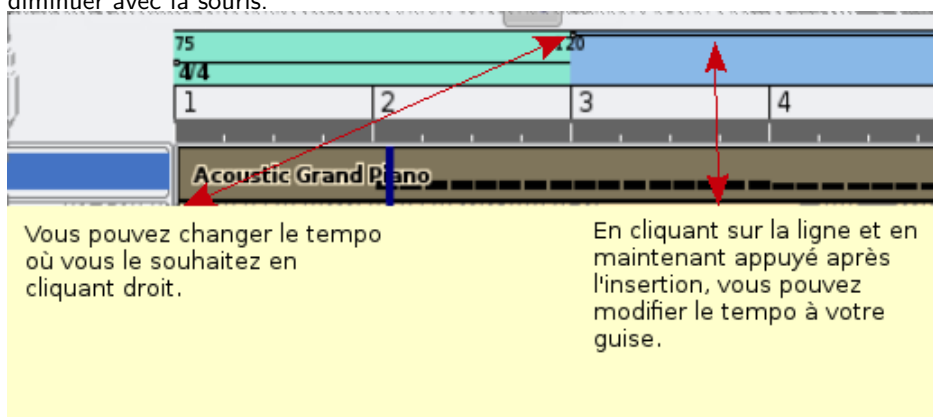 diminuer avec la souris.
75
120
4/4
1 2 3 4
Acoustic Grand Piano
Vous pouvez changer le tempo
où vous le souhaitez en
cliquant droit.
En cliquant sur la ligne et en
maintenant appuyé après
l'insertion, vous pouvez
modifier le tempo à votre
guise.